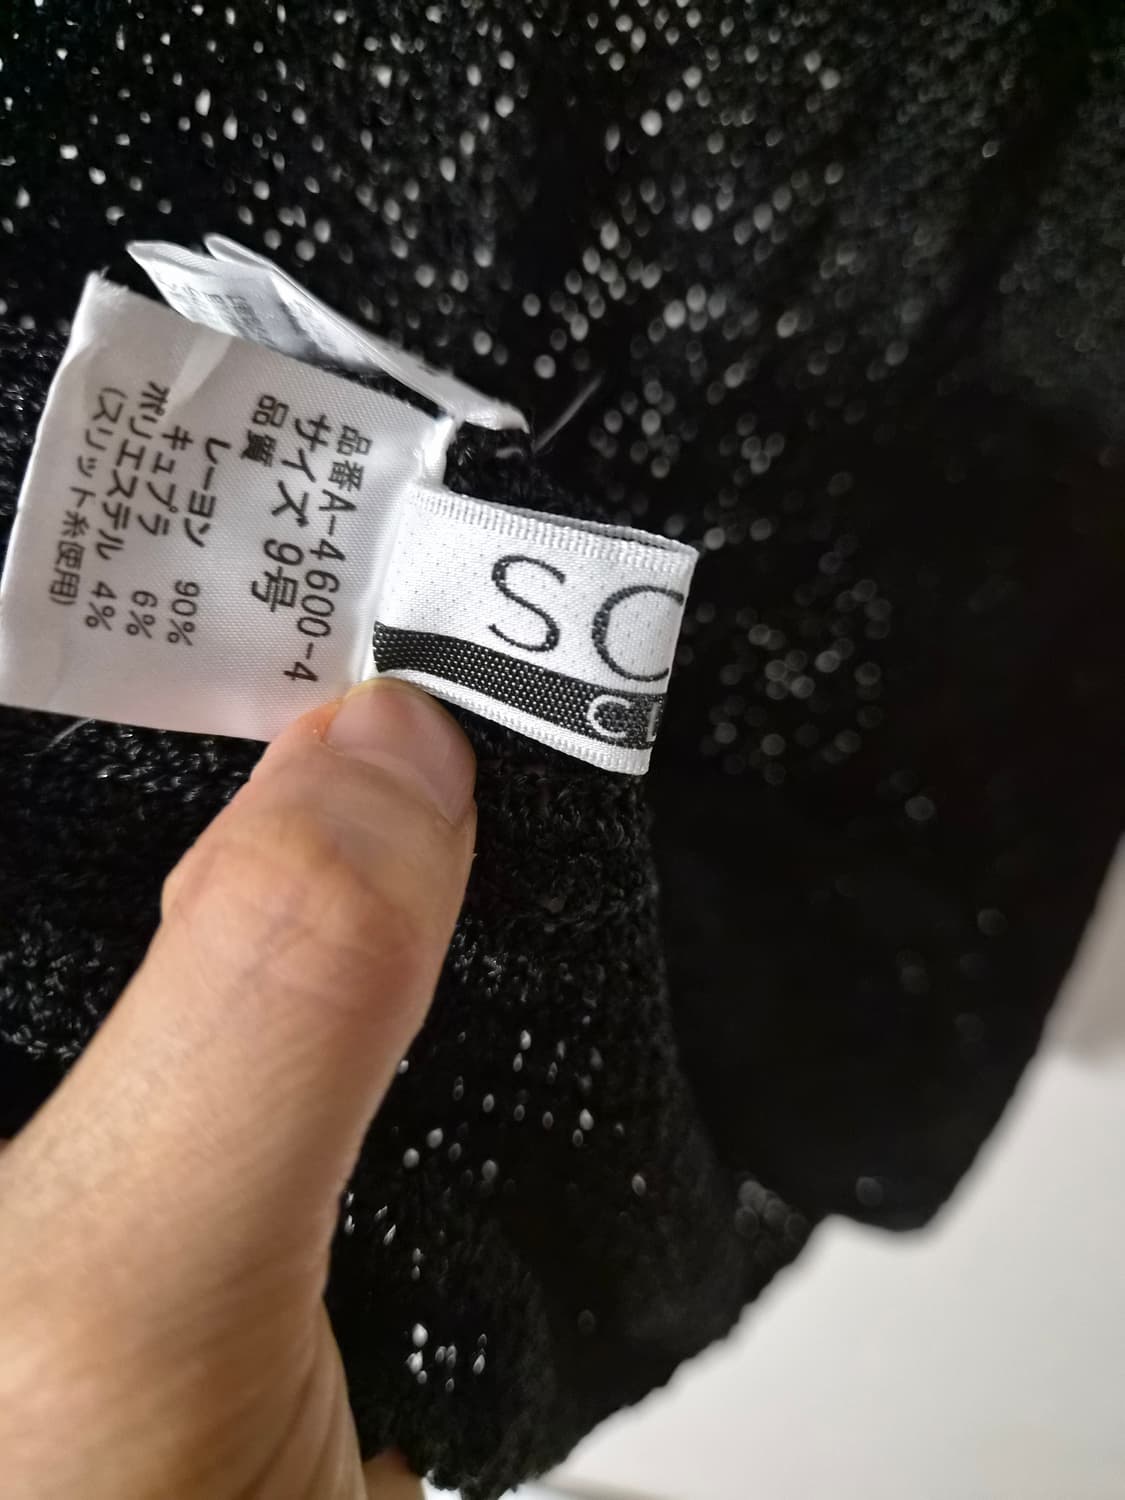 品番A-4600-4
サイズ 9号
品質
レーヨン 90%
キュプラ 6%
ポリエステル 4%
(スリット糸使用)
SC